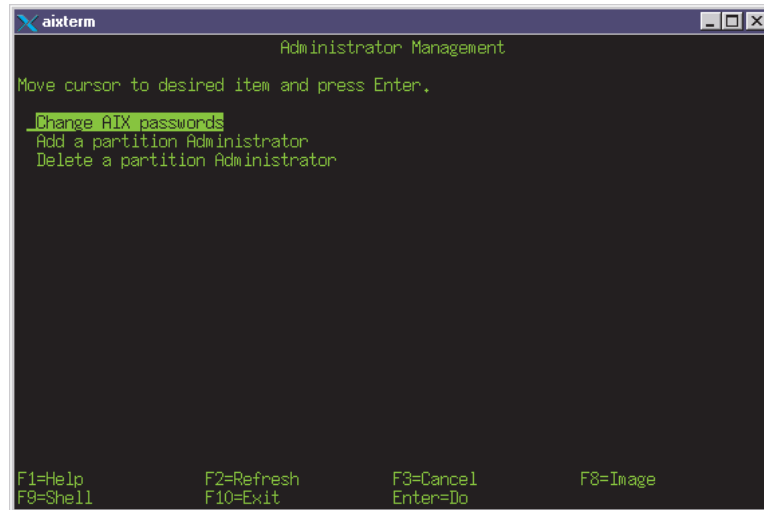 aixterm
Administrator Management
Move cursor to desired item and press Enter.
Change AIX passwords
Add a partition Administrator
Delete a partition Administrator
F1=Help F2=Refresh F3=Cancel F8=Image
F9=Shell F10=Exit Enter=Do